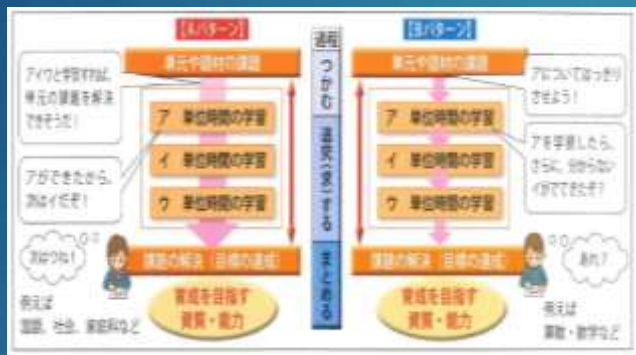 【Aパターン】
単元や題材の課題
アイウと学習すれば、
単元の課題を解決
できそうだ！
ア 単位時間の学習
イ 単位時間の学習
ウ 単位時間の学習
アができたから、
次はイだぞ！
課題の解決（目標の達成）
次はつね！
育成を目指す
資質・能力
例えば
国語、社会、家庭科など
過程
つかむ
追究（求）する
まとめる
【Bパターン】
単元や題材の課題
アについてはっきり
させよう！
ア 単位時間の学習
イ 単位時間の学習
ウ 単位時間の学習
アを学習したら、
さらに、分からない
イがでてきたぞ？
課題の解決（目標の達成）
あれ？
育成を目指す
資質・能力
例えば
算数・数学など